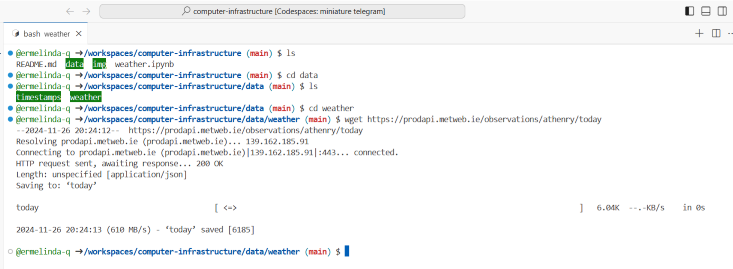 computer-infrastructure [Codespaces: miniature telegram]
bash weather
@ermelinda-q ➜/workspaces/computer-infrastructure (main) $ ls
README.md data img weather.ipynb
@ermelinda-q ➜/workspaces/computer-infrastructure (main) $ cd data
@ermelinda-q ➜/workspaces/computer-infrastructure/data (main) $ ls
timestamps weather
@ermelinda-q ➜/workspaces/computer-infrastructure/data (main) $ cd weather
@ermelinda-q ➜/workspaces/computer-infrastructure/data/weather (main) $ wget https://prodapi.metweb.ie/observations/athenry/today
--2024-11-26 20:24:12-- https://prodapi.metweb.ie/observations/athenry/today
Resolving prodapi.metweb.ie (prodapi.metweb.ie)... 139.162.185.91
Connecting to prodapi.metweb.ie (prodapi.metweb.ie)|139.162.185.91|:443... connected.
HTTP request sent, awaiting response... 200 OK
Length: unspecified [application/json]
Saving to: ‘today’
today [ <=> ] 6.04K --.-KB/s in 0s
2024-11-26 20:24:13 (610 MB/s) - ‘today’ saved [6185]
@ermelinda-q ➜/workspaces/computer-infrastructure/data/weather (main) $